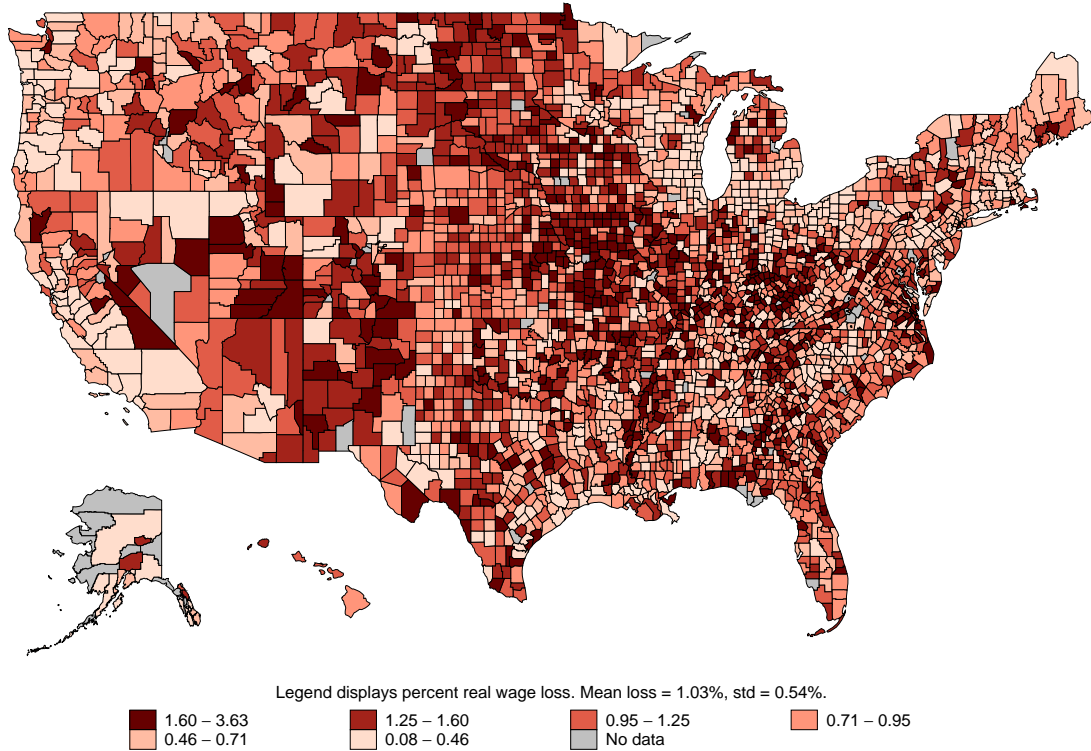 Legend displays percent real wage loss. Mean loss = 1.03%, std = 0.54%.
1.60 − 3.63 1.25 − 1.60 0.95 − 1.25 0.71 − 0.95
0.46 − 0.71 0.08 − 0.46 No data